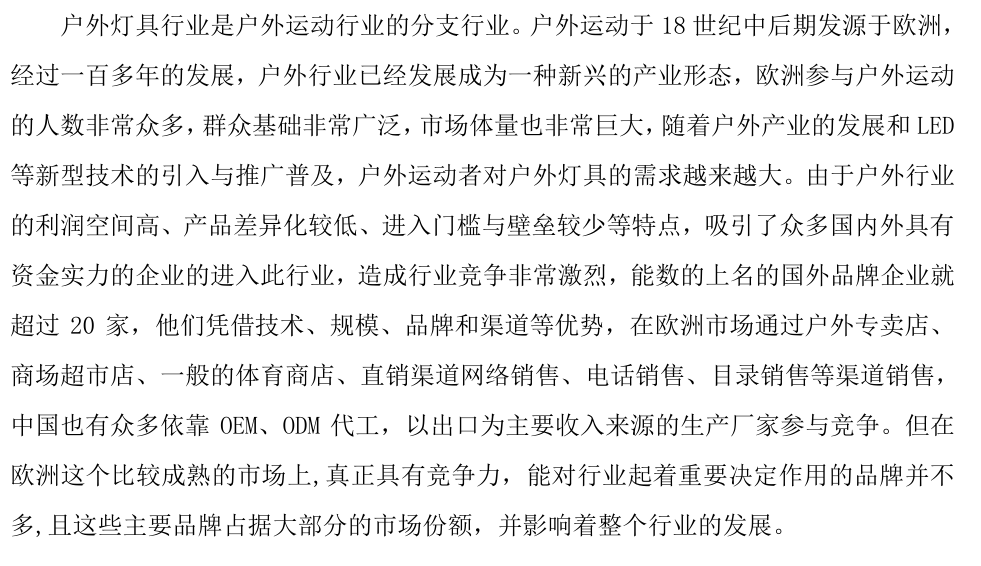 户外灯具行业是户外运动行业的分支行业。户外运动于 18 世纪中后期发源于欧洲，
经过一百多年的发展，户外行业已经发展成为一种新兴的产业形态，欧洲参与户外运动
的人数非常众多，群众基础非常广泛，市场体量也非常巨大，随着户外产业的发展和 LED
等新型技术的引入与推广普及，户外运动者对户外灯具的需求越来越大。由于户外行业
的利润空间高、产品差异化较低、进入门槛与壁垒较少等特点，吸引了众多国内外具有
资金实力的企业的进入此行业，造成行业竞争非常激烈，能数的上名的国外品牌企业就
超过 20 家，他们凭借技术、规模、品牌和渠道等优势，在欧洲市场通过户外专卖店、
商场超市店、一般的体育商店、直销渠道网络销售、电话销售、目录销售等渠道销售，
中国也有众多依靠 OEM、ODM 代工，以出口为主要收入来源的生产厂家参与竞争。但在
欧洲这个比较成熟的市场上,真正具有竞争力，能对行业起着重要决定作用的品牌并不
多,且这些主要品牌占据大部分的市场份额，并影响着整个行业的发展。